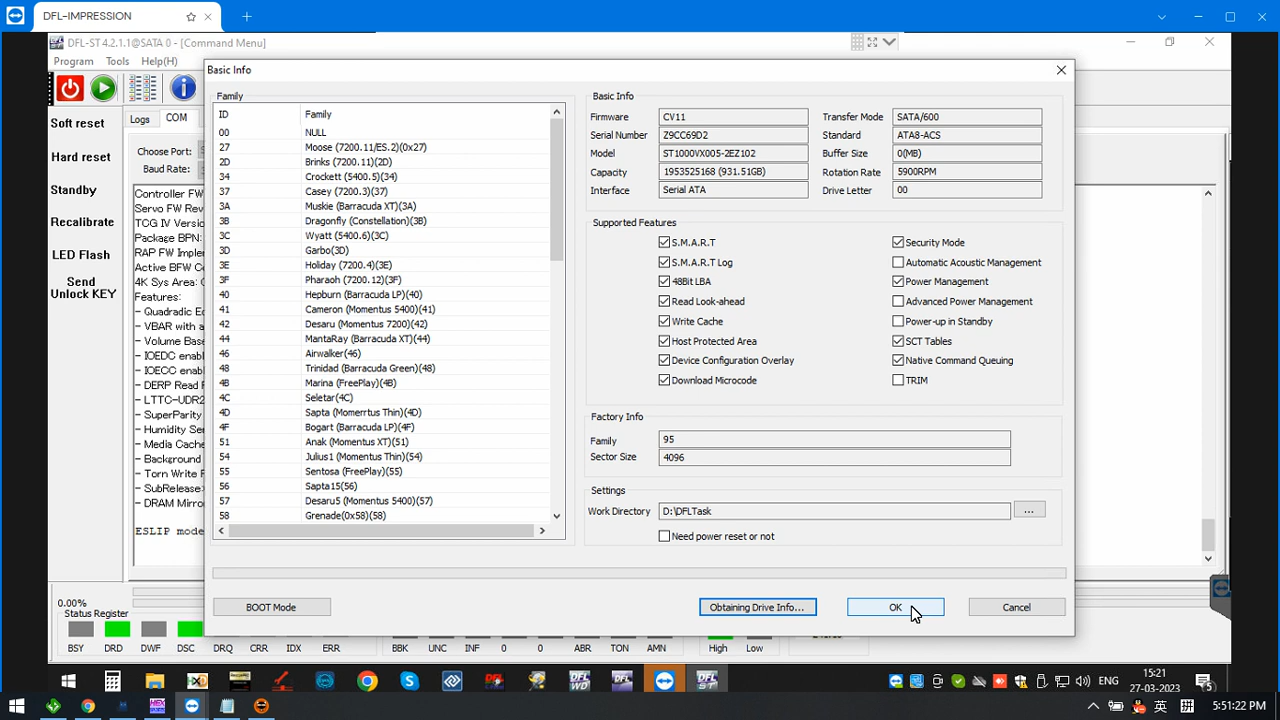 DFL-IMPRESSION
DFL-ST 4.2.1.1@SATA 0 - [Command Menu]
Program Tools Help(H)
Soft reset
Hard reset
Standby
Recalibrate
LED Flash
Send
Unlock KEY
Logs COM
Choose Port:
Baud Rate:
Controller FW
Servo FW Rev
TCG IV Version
Package BPN:
RAP FW Implem
Active BFW Co
4K Sys Area: 0
Features:
- Quadratic Eq
- VBAR with
- Volume Base
- IOEDC enabl
- IOECC enabl
- DERP Read
- LTTC-UDR2
- SuperParity
- Humidity Sen
- Media Cache
- Background
- Torn Write P
- SubRelease
- DRAM Mirror
ESLIP mode
Basic Info
Family
ID Family
00 NULL
27 Moose (7200.11/ES.2)(0x27)
2D Brinks (7200.11)(2D)
34 Crockett (5400.5)(34)
37 Casey (7200.3)(37)
3A Muskie (Barracuda XT)(3A)
3B Dragonfly (Constellation)(3B)
3C Wyatt (5400.6)(3C)
3D Garbo(3D)
3E Holiday (7200.4)(3E)
3F Pharaoh (7200.12)(3F)
40 Hepburn (Barracuda LP)(40)
41 Cameron (Momentus 5400)(41)
42 Desaru (Momentus 7200)(42)
44 MantaRay (Barracuda XT)(44)
46 Airwalker(46)
48 Trinidad (Barracuda Green)(48)
4B Marina (FreePlay)(4B)
4C Seletar(4C)
4D Sapta (Momerrtus Thin)(4D)
4F Bogart (Barracuda LP)(4F)
51 Anak (Momentus XT)(51)
54 Julius1 (Momentus Thin)(54)
55 Sentosa (FreePlay)(55)
56 Sapta15(56)
57 Desaru5 (Momentus 5400)(57)
58 Grenade(0x58)(58)
Basic Info
Firmware CV11 Transfer Mode SATA/600
Serial Number Z9CC69D2 Standard ATA8-ACS
Model ST1000VX005-2EZ102 Buffer Size 0(MB)
Capacity 1953525168 (931.51GB) Rotation Rate 5900RPM
Interface Serial ATA Drive Letter 00
Supported Features
S.M.A.R.T Security Mode
S.M.A.R.T Log Automatic Acoustic Management
48Bit LBA Power Management
Read Look-ahead Advanced Power Management
Write Cache Power-up in Standby
Host Protected Area SCT Tables
Device Configuration Overlay Native Command Queuing
Download Microcode TRIM
Factory Info
Family 95
Sector Size 4096
Settings
Work Directory D:\DFLTask ...
Need power reset or not
BOOT Mode Obtaining Drive Info... OK Cancel
0.00%
Status Register
BSY DRD DWF DSC DRQ CRR IDX ERR BBK UNC INF 0 0 ABR TON AMN High Low
ENG 15:21
27-03-2023
5
英 拼 5:51:22 PM